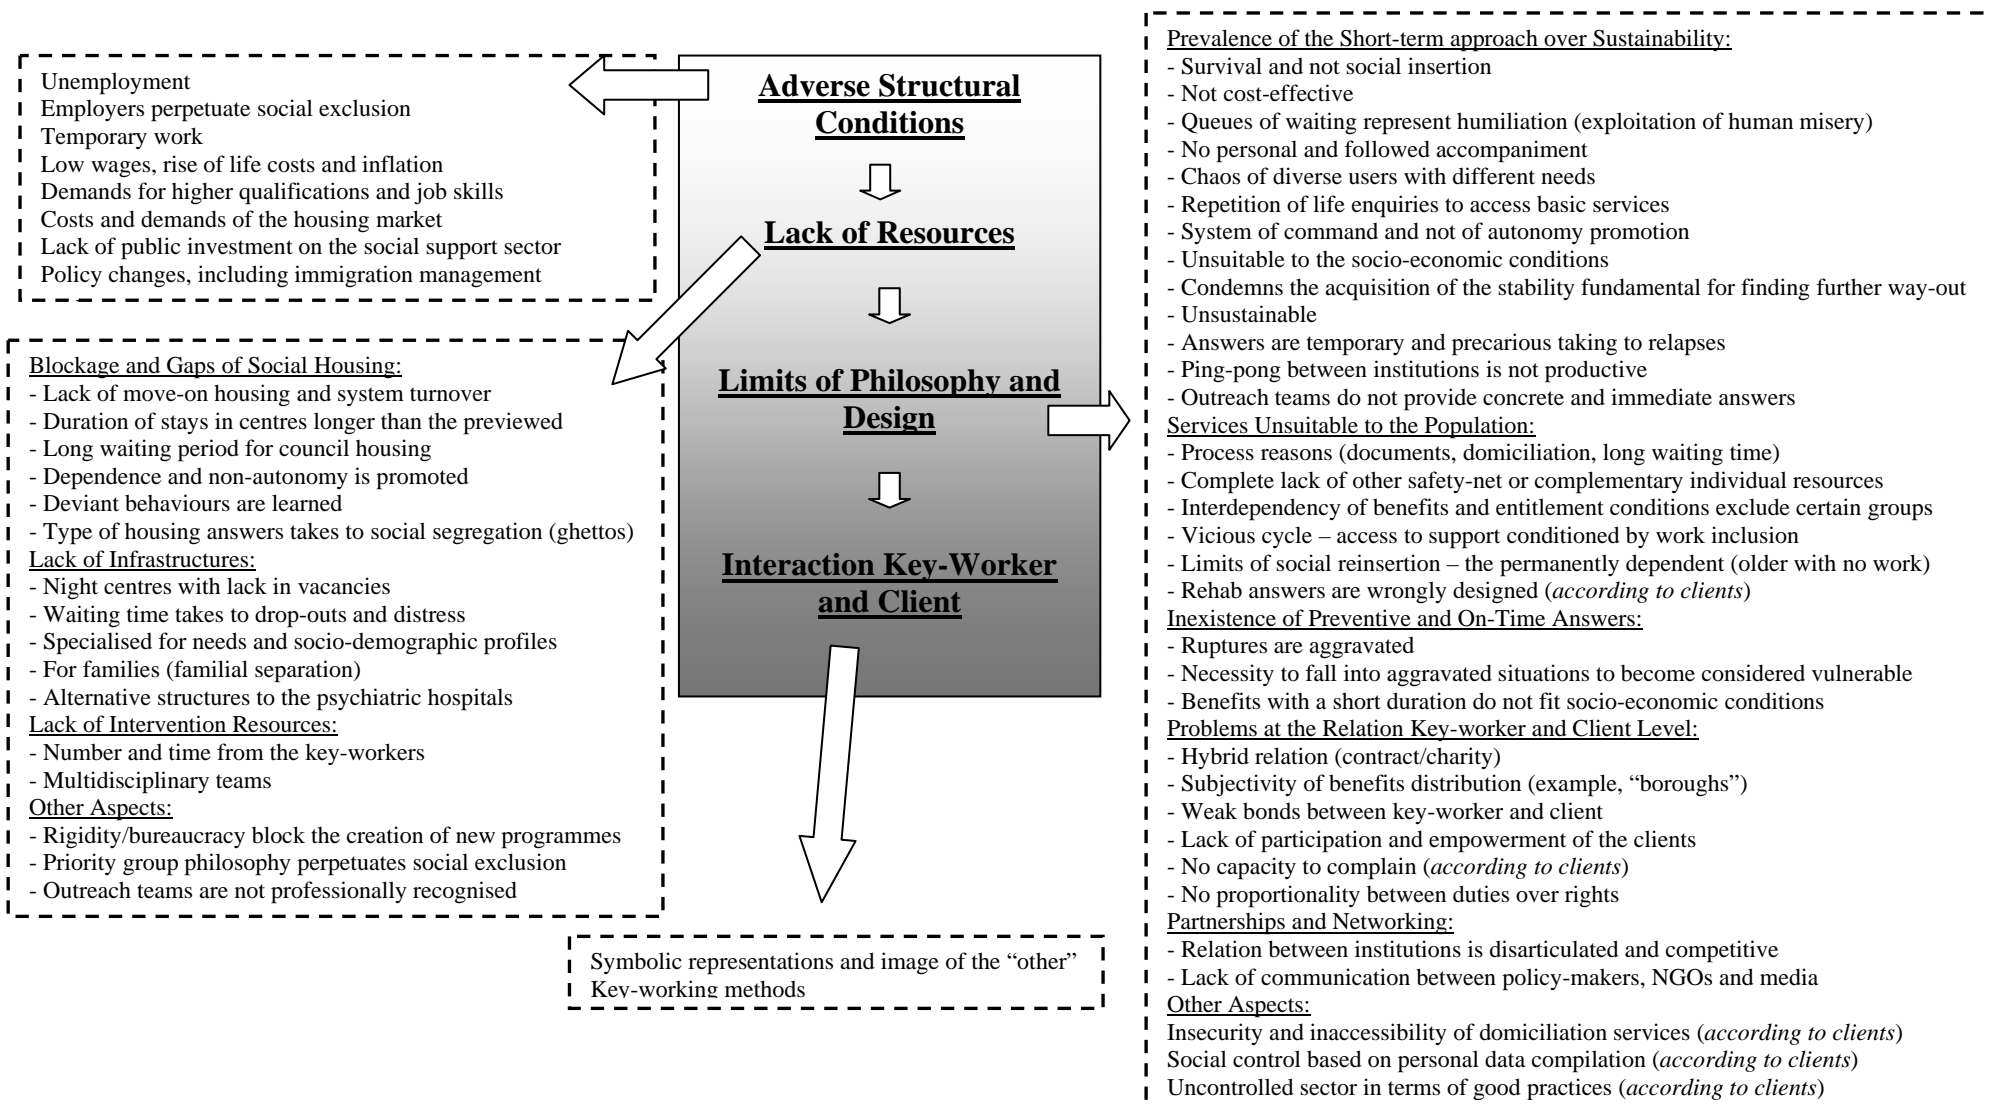 Unemployment
Employers perpetuate social exclusion
Temporary work
Low wages, rise of life costs and inflation
Demands for higher qualifications and job skills
Costs and demands of the housing market
Lack of public investment on the social support sector
Policy changes, including immigration management
Adverse Structural
Conditions
Lack of Resources
Limits of Philosophy and
Design
Interaction Key-Worker
and Client
Blockage and Gaps of Social Housing:
- Lack of move-on housing and system turnover
- Duration of stays in centres longer than the previewed
- Long waiting period for council housing
- Dependence and non-autonomy is promoted
- Deviant behaviours are learned
- Type of housing answers takes to social segregation (ghettos)
Lack of Infrastructures:
- Night centres with lack in vacancies
- Waiting time takes to drop-outs and distress
- Specialised for needs and socio-demographic profiles
- For families (familial separation)
- Alternative structures to the psychiatric hospitals
Lack of Intervention Resources:
- Number and time from the key-workers
- Multidisciplinary teams
Other Aspects:
- Rigidity/bureaucracy block the creation of new programmes
- Priority group philosophy perpetuates social exclusion
- Outreach teams are not professionally recognised
Symbolic representations and image of the “other”
Key-working methods
Prevalence of the Short-term approach over Sustainability:
- Survival and not social insertion
- Not cost-effective
- Queues of waiting represent humiliation (exploitation of human misery)
- No personal and followed accompaniment
- Chaos of diverse users with different needs
- Repetition of life enquiries to access basic services
- System of command and not of autonomy promotion
- Unsuitable to the socio-economic conditions
- Condemns the acquisition of the stability fundamental for finding further way-out
- Unsustainable
- Answers are temporary and precarious taking to relapses
- Ping-pong between institutions is not productive
- Outreach teams do not provide concrete and immediate answers
Services Unsuitable to the Population:
- Process reasons (documents, domiciliation, long waiting time)
- Complete lack of other safety-net or complementary individual resources
- Interdependency of benefits and entitlement conditions exclude certain groups
- Vicious cycle – access to support conditioned by work inclusion
- Limits of social reinsertion – the permanently dependent (older with no work)
- Rehab answers are wrongly designed (according to clients)
Inexistence of Preventive and On-Time Answers:
- Ruptures are aggravated
- Necessity to fall into aggravated situations to become considered vulnerable
- Benefits with a short duration do not fit socio-economic conditions
Problems at the Relation Key-worker and Client Level:
- Hybrid relation (contract/charity)
- Subjectivity of benefits distribution (example, “boroughs”)
- Weak bonds between key-worker and client
- Lack of participation and empowerment of the clients
- No capacity to complain (according to clients)
- No proportionality between duties over rights
Partnerships and Networking:
- Relation between institutions is disarticulated and competitive
- Lack of communication between policy-makers, NGOs and media
Other Aspects:
Insecurity and inaccessibility of domiciliation services (according to clients)
Social control based on personal data compilation (according to clients)
Uncontrolled sector in terms of good practices (according to clients)